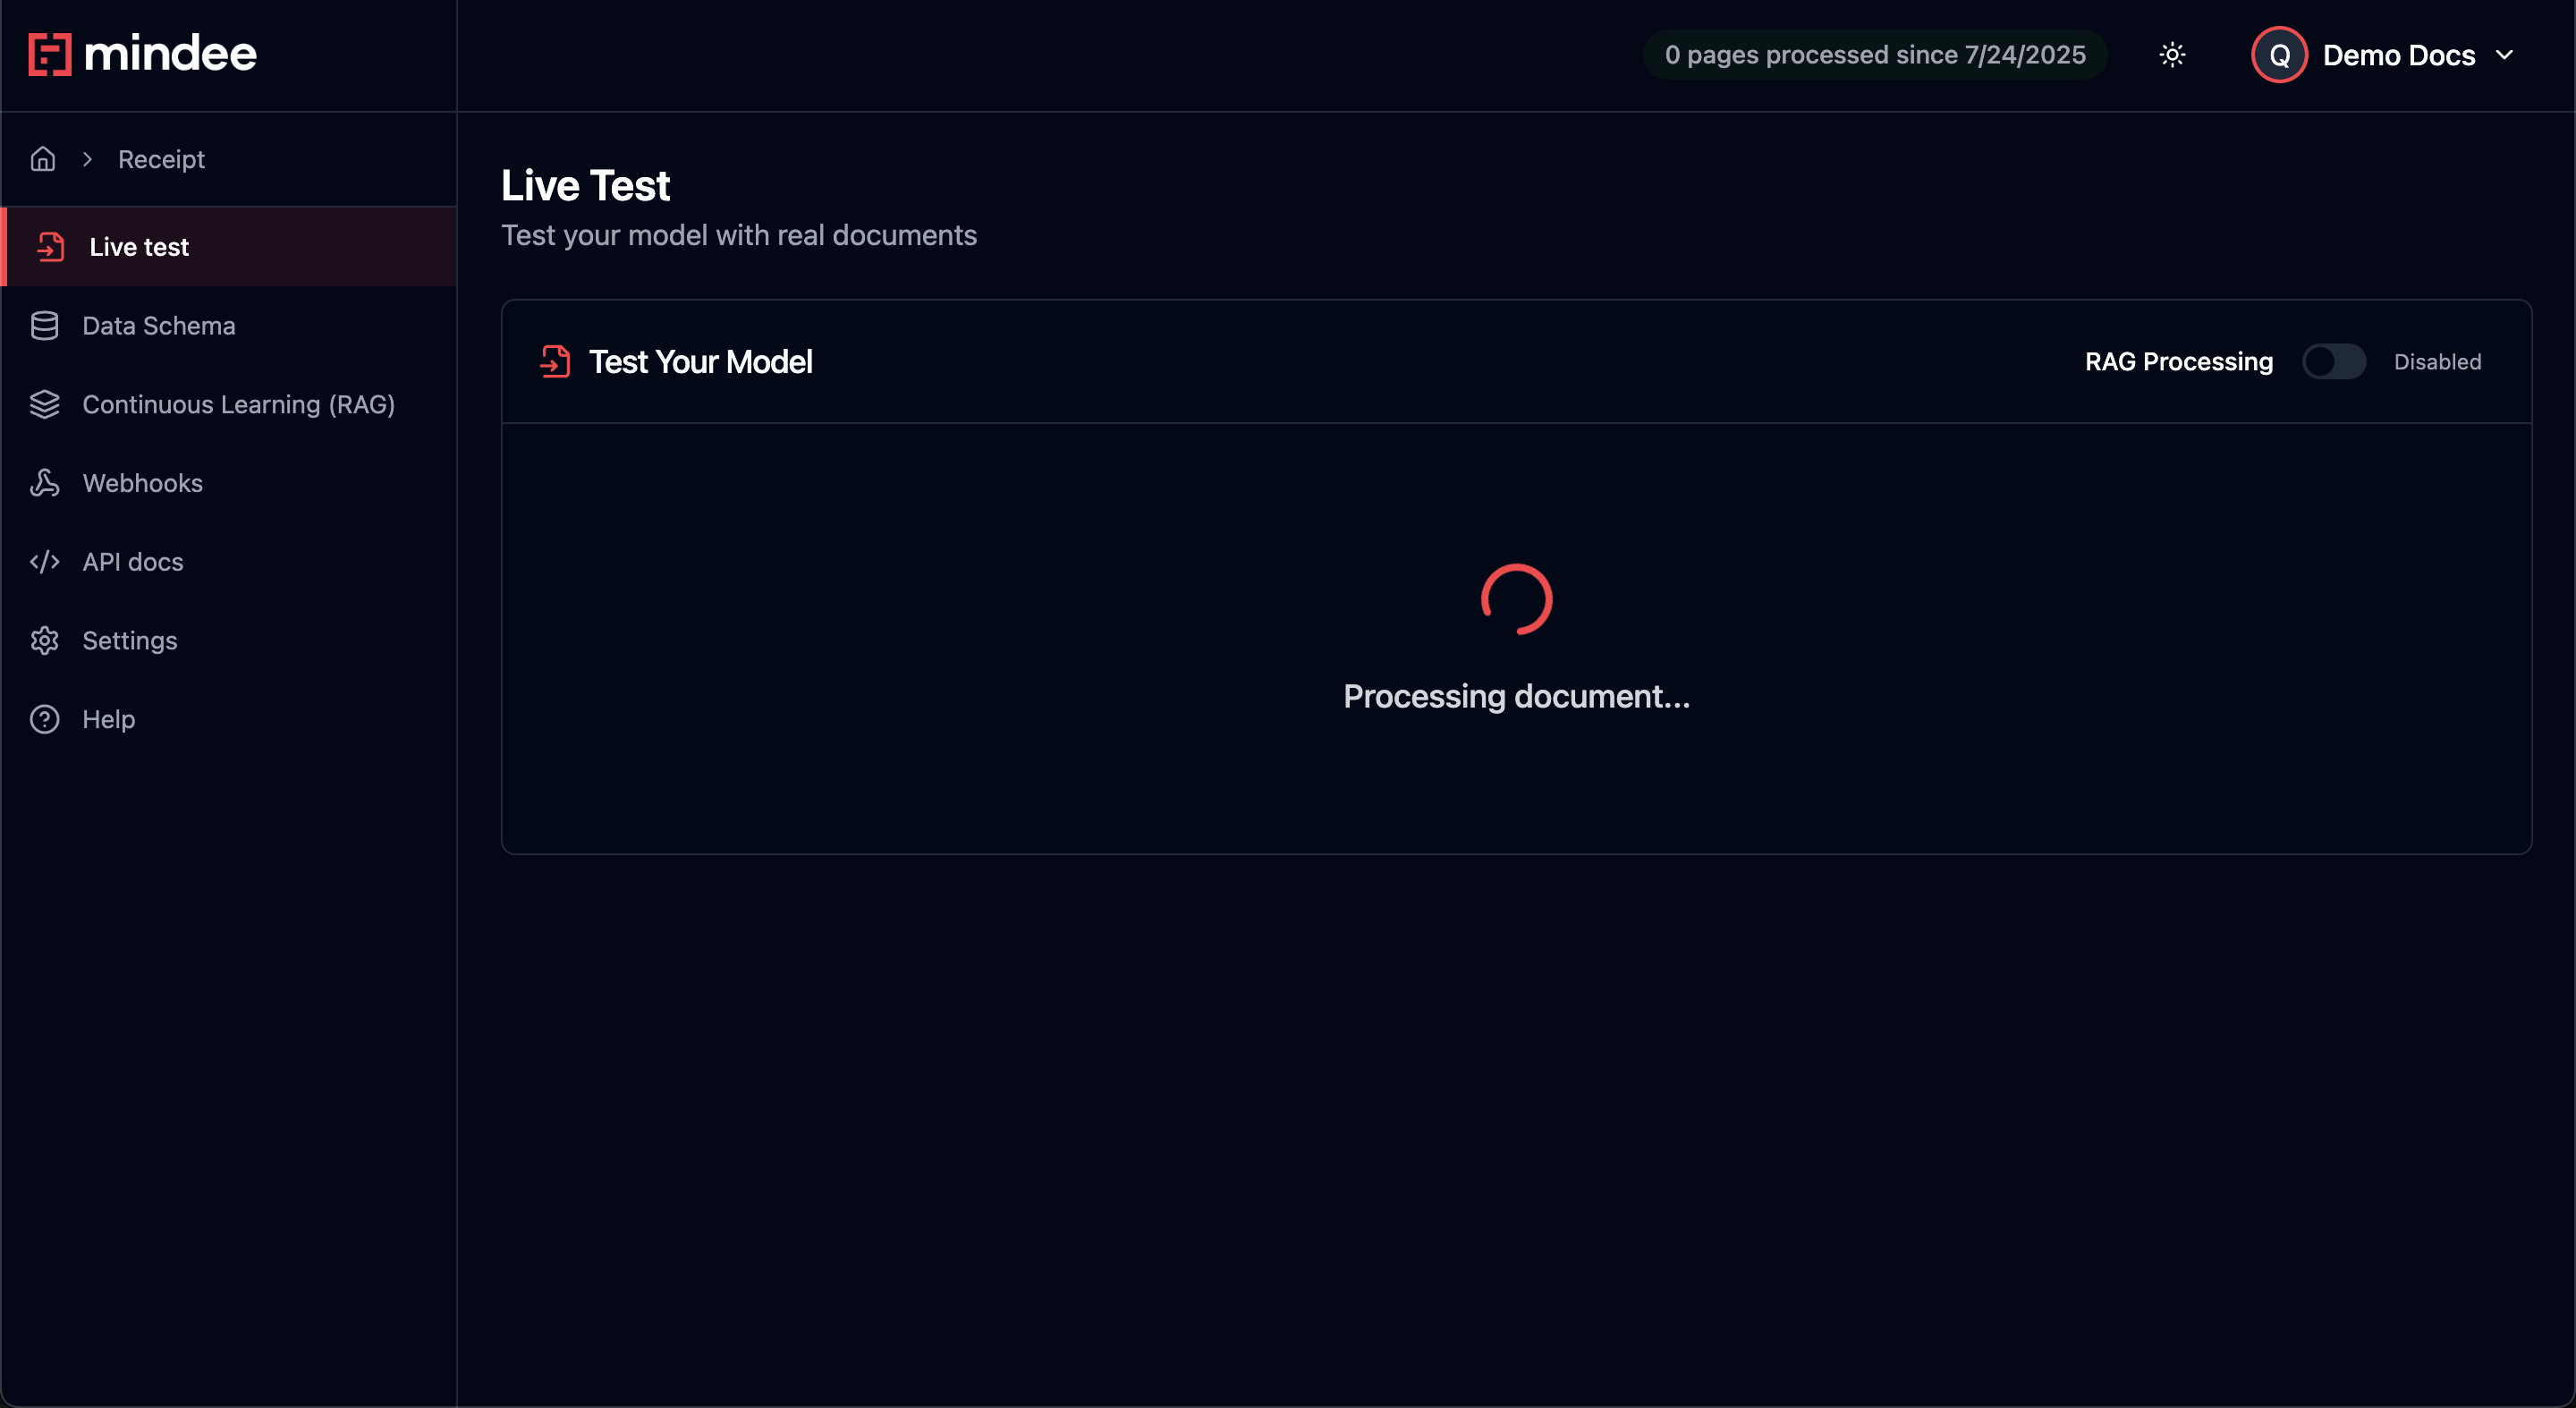 mindee
0 pages processed since 7/24/2025
Q
Demo Docs
Receipt
Live test
Data Schema
Continuous Learning (RAG)
Webhooks
API docs
Settings
Help
Live Test
Test your model with real documents
Test Your Model
RAG Processing
Disabled
Processing document...